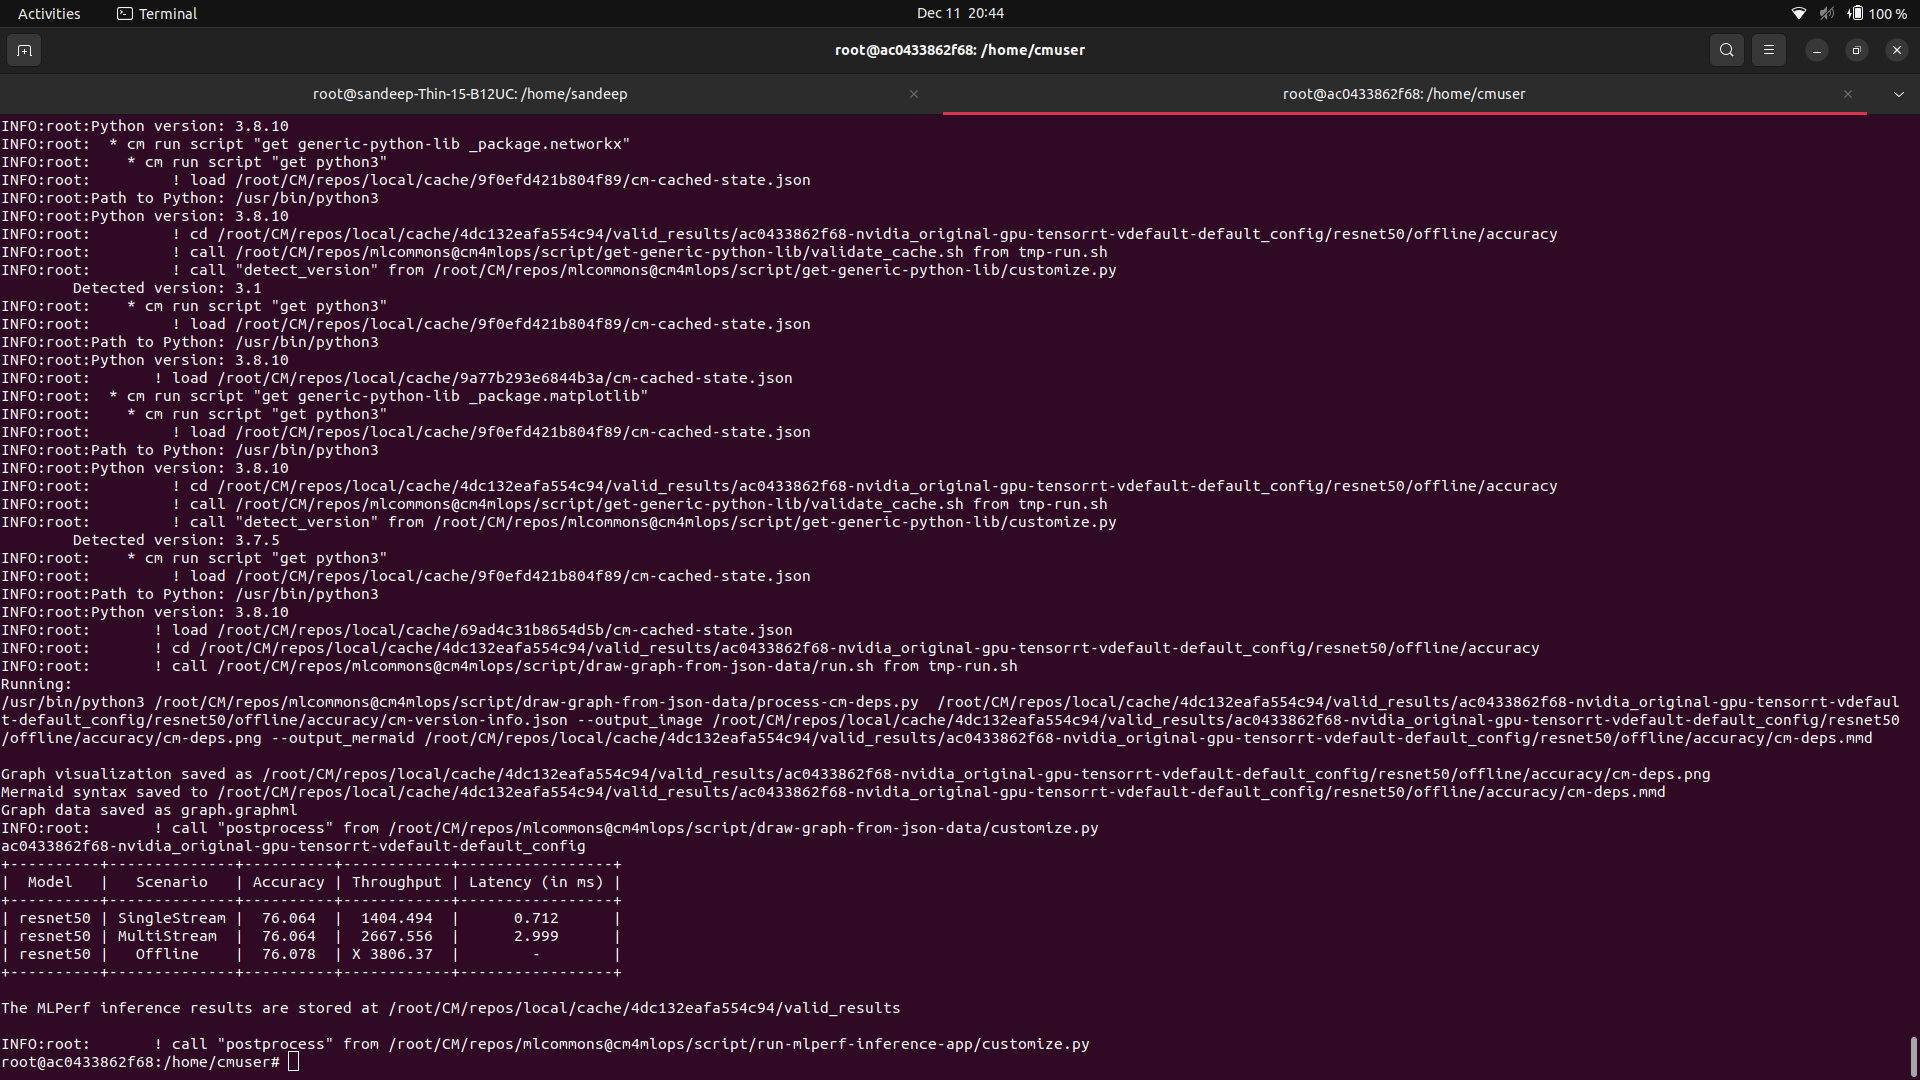 Activities Terminal Dec 11 20:44 100 %
root@ac0433862f68: /home/cmuser
root@sandeep-Thin-15-B12UC: /home/sandeep × root@ac0433862f68: /home/cmuser ×
INFO:root:Python version: 3.8.10
INFO:root:  * cm run script "get generic-python-lib _package.networkx"
INFO:root:    * cm run script "get python3"
INFO:root:         ! load /root/CM/repos/local/cache/9f0efd421b804f89/cm-cached-state.json
INFO:root:Path to Python: /usr/bin/python3
INFO:root:Python version: 3.8.10
INFO:root:         ! cd /root/CM/repos/local/cache/4dc132eafa554c94/valid_results/ac0433862f68-nvidia_original-gpu-tensorrt-vdefault-default_config/resnet50/offline/accuracy
INFO:root:         ! call /root/CM/repos/mlcommons@cm4mlops/script/get-generic-python-lib/validate_cache.sh from tmp-run.sh
INFO:root:         ! call "detect_version" from /root/CM/repos/mlcommons@cm4mlops/script/get-generic-python-lib/customize.py
        Detected version: 3.1
INFO:root:    * cm run script "get python3"
INFO:root:         ! load /root/CM/repos/local/cache/9f0efd421b804f89/cm-cached-state.json
INFO:root:Path to Python: /usr/bin/python3
INFO:root:Python version: 3.8.10
INFO:root:       ! load /root/CM/repos/local/cache/9a77b293e6844b3a/cm-cached-state.json
INFO:root:  * cm run script "get generic-python-lib _package.matplotlib"
INFO:root:    * cm run script "get python3"
INFO:root:         ! load /root/CM/repos/local/cache/9f0efd421b804f89/cm-cached-state.json
INFO:root:Path to Python: /usr/bin/python3
INFO:root:Python version: 3.8.10
INFO:root:         ! cd /root/CM/repos/local/cache/4dc132eafa554c94/valid_results/ac0433862f68-nvidia_original-gpu-tensorrt-vdefault-default_config/resnet50/offline/accuracy
INFO:root:         ! call /root/CM/repos/mlcommons@cm4mlops/script/get-generic-python-lib/validate_cache.sh from tmp-run.sh
INFO:root:         ! call "detect_version" from /root/CM/repos/mlcommons@cm4mlops/script/get-generic-python-lib/customize.py
        Detected version: 3.7.5
INFO:root:    * cm run script "get python3"
INFO:root:         ! load /root/CM/repos/local/cache/9f0efd421b804f89/cm-cached-state.json
INFO:root:Path to Python: /usr/bin/python3
INFO:root:Python version: 3.8.10
INFO:root:       ! load /root/CM/repos/local/cache/69ad4c31b8654d5b/cm-cached-state.json
INFO:root:       ! cd /root/CM/repos/local/cache/4dc132eafa554c94/valid_results/ac0433862f68-nvidia_original-gpu-tensorrt-vdefault-default_config/resnet50/offline/accuracy
INFO:root:       ! call /root/CM/repos/mlcommons@cm4mlops/script/draw-graph-from-json-data/run.sh from tmp-run.sh
Running:
/usr/bin/python3 /root/CM/repos/mlcommons@cm4mlops/script/draw-graph-from-json-data/process-cm-deps.py  /root/CM/repos/local/cache/4dc132eafa554c94/valid_results/ac0433862f68-nvidia_original-gpu-tensorrt-vdefaul
t-default_config/resnet50/offline/accuracy/cm-version-info.json --output_image /root/CM/repos/local/cache/4dc132eafa554c94/valid_results/ac0433862f68-nvidia_original-gpu-tensorrt-vdefault-default_config/resnet50
/offline/accuracy/cm-deps.png --output_mermaid /root/CM/repos/local/cache/4dc132eafa554c94/valid_results/ac0433862f68-nvidia_original-gpu-tensorrt-vdefault-default_config/resnet50/offline/accuracy/cm-deps.mmd

Graph visualization saved as /root/CM/repos/local/cache/4dc132eafa554c94/valid_results/ac0433862f68-nvidia_original-gpu-tensorrt-vdefault-default_config/resnet50/offline/accuracy/cm-deps.png
Mermaid syntax saved to /root/CM/repos/local/cache/4dc132eafa554c94/valid_results/ac0433862f68-nvidia_original-gpu-tensorrt-vdefault-default_config/resnet50/offline/accuracy/cm-deps.mmd
Graph data saved as graph.graphml
INFO:root:       ! call "postprocess" from /root/CM/repos/mlcommons@cm4mlops/script/draw-graph-from-json-data/customize.py
ac0433862f68-nvidia_original-gpu-tensorrt-vdefault-default_config
+----------+--------------+----------+------------+-----------------+
|  Model   |   Scenario   | Accuracy | Throughput | Latency (in ms) |
+----------+--------------+----------+------------+-----------------+
| resnet50 | SingleStream |  76.064  |  1404.494  |      0.712      |
| resnet50 | MultiStream  |  76.064  |  2667.556  |      2.999      |
| resnet50 |   Offline    |  76.078  | X 3806.37  |        -        |
+----------+--------------+----------+------------+-----------------+

The MLPerf inference results are stored at /root/CM/repos/local/cache/4dc132eafa554c94/valid_results

INFO:root:       ! call "postprocess" from /root/CM/repos/mlcommons@cm4mlops/script/run-mlperf-inference-app/customize.py
root@ac0433862f68:/home/cmuser#